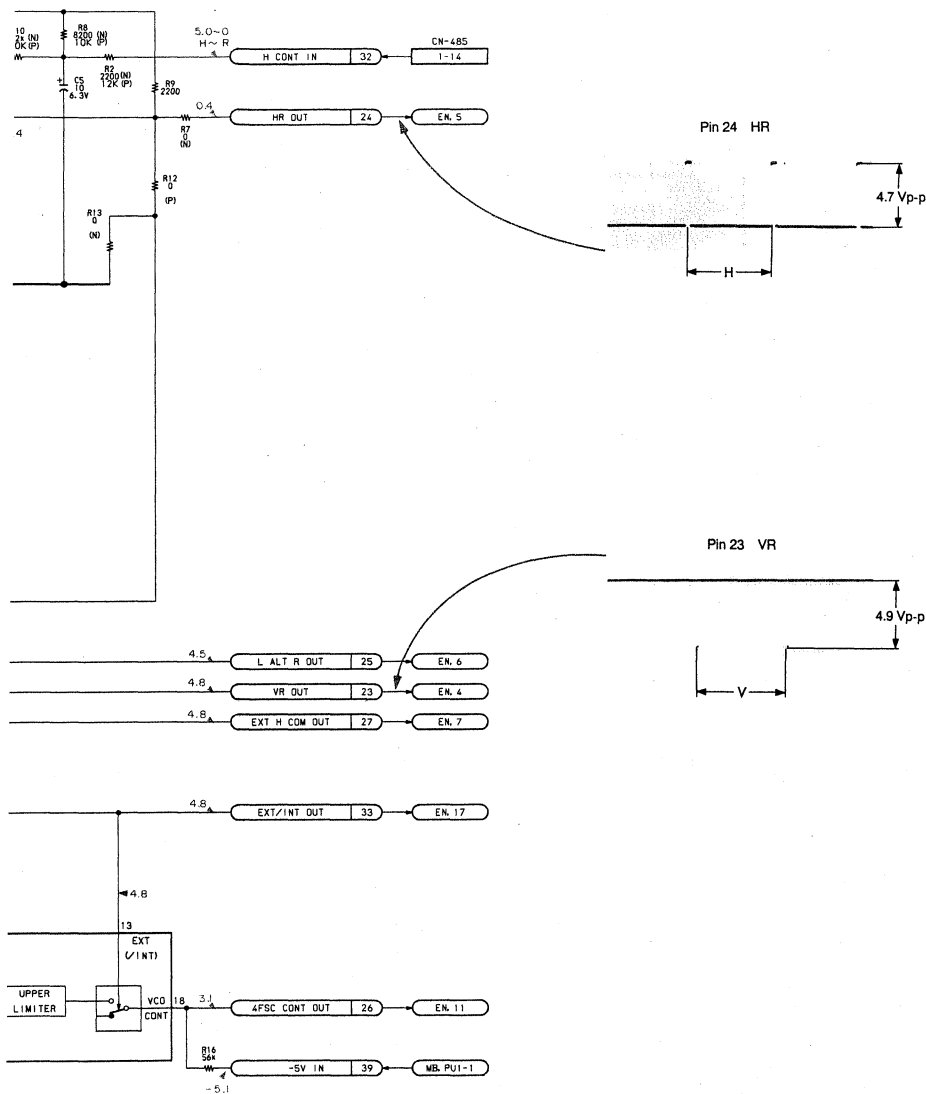 10
2k (N)
0K (P)
R8
8200 (N)
10K (P)
R2
2200 (N)
12K (P)
C5
10
6.3V
+
R9
2200
5.0~0
H~R
H CONT IN 32
CN-485
1-14
4
0.4
R7
0
(N)
HR OUT 24
EN. 5
R12
0
(P)
R13
0
(N)
Pin 24 HR
4.7 Vp-p
H
Pin 23 VR
4.9 Vp-p
V
4.5
L ALT R OUT 25
EN. 6
4.8
VR OUT 23
EN. 4
4.8
EXT H COM OUT 27
EN. 7
4.8
EXT/INT OUT 33
EN. 17
4.8
13
EXT
(/INT)
UPPER
LIMITER
VCO
CONT
18
3.1
4FSC CONT OUT 26
EN. 11
R16
56k
-5V IN 39
MB. PU1-1
-5.1